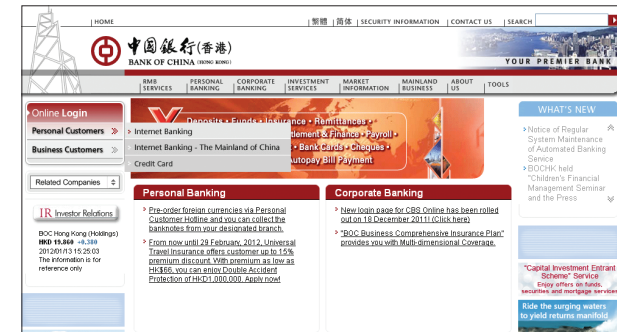 HOME
繁體 | 简体 | SECURITY INFORMATION | CONTACT US | SEARCH
中国银行(香港)
BANK OF CHINA (HONG KONG)
YOUR PREMIER BANK
RMB SERVICES
PERSONAL BANKING
CORPORATE BANKING
INVESTMENT SERVICES
MARKET INFORMATION
MAINLAND BUSINESS
ABOUT US
TOOLS
Online Login
Personal Customers »
Business Customers »
Internet Banking
Internet Banking - The Mainland of China
Credit Card
Deposits • Funds • Insurance • Remittances •
tlement & Finance • Payroll •
• Bank Cards • Cheques •
utopay Bill Payment
Related Companies
IR Investor Relations
BOC Hong Kong (Holdings)
HKD 19.860 +0.380
2012/01/13 15:25:03
The information is for
reference only
Personal Banking
Pre-order foreign currencies via Personal
Customer Hotline and you can collect the
banknotes from your designated branch.
From now until 29 February, 2012, Universal
Travel Insurance offers customer up to 15%
premium discount. With premium as low as
HK$66, you can enjoy Double Accident
Protection of HKD1,000,000. Apply now!
Corporate Banking
New login page for CBS Online has been rolled
out on 18 December 2011! (Click here)
"BOC Business Comprehensive Insurance Plan"
provides you with Multi-dimensional Coverage.
WHAT'S NEW
Notice of Regular
System Maintenance
of Automated Banking
Service
BOCHK held
"Children's Financial
Management Seminar
and the Press
"Capital Investment Entrant
Scheme" Service
Enjoy offers on funds,
securities and mortgage services
Ride the surging waters
to yield returns manifold